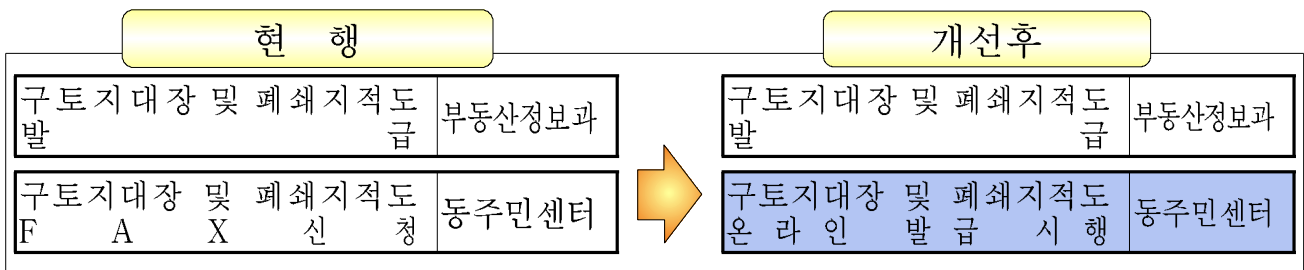 현 행
개선후
구토지대장 및 폐쇄지적도
발 급
부동산정보과
구토지대장 및 폐쇄지적도
발 급
부동산정보과
구토지대장 및 폐쇄지적도
F A X 신 청
동주민센터
구토지대장 및 폐쇄지적도
온 라 인 발 급 시 행
동주민센터